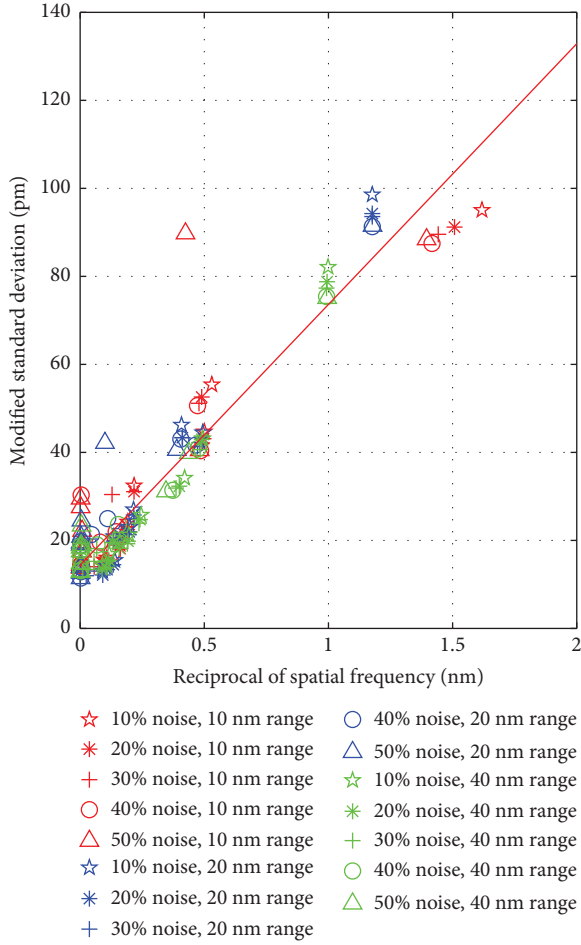 140
120
100
80
60
40
20
0
Modified standard deviation (pm)
0 0.5 1 1.5 2
Reciprocal of spatial frequency (nm)
10% noise, 10 nm range
20% noise, 10 nm range
30% noise, 10 nm range
40% noise, 10 nm range
50% noise, 10 nm range
10% noise, 20 nm range
20% noise, 20 nm range
30% noise, 20 nm range
40% noise, 20 nm range
50% noise, 20 nm range
10% noise, 40 nm range
20% noise, 40 nm range
30% noise, 40 nm range
40% noise, 40 nm range
50% noise, 40 nm range